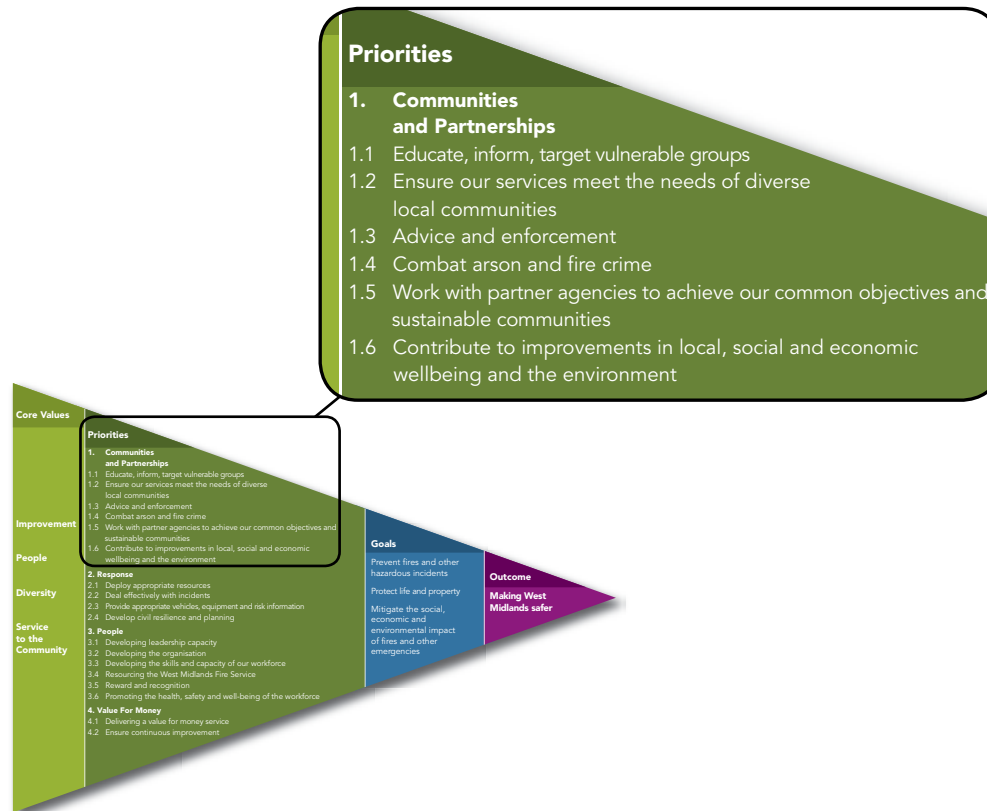 Priorities
1. Communities
and Partnerships
1.1 Educate, inform, target vulnerable groups
1.2 Ensure our services meet the needs of diverse
local communities
1.3 Advice and enforcement
1.4 Combat arson and fire crime
1.5 Work with partner agencies to achieve our common objectives and
sustainable communities
1.6 Contribute to improvements in local, social and economic
wellbeing and the environment
Core Values
Improvement
People
Diversity
Service
to the
Community
Priorities
1. Communities
and Partnerships
1.1 Educate, inform, target vulnerable groups
1.2 Ensure our services meet the needs of diverse
local communities
1.3 Advice and enforcement
1.4 Combat arson and fire crime
1.5 Work with partner agencies to achieve our common objectives and
sustainable communities
1.6 Contribute to improvements in local, social and economic
wellbeing and the environment
2. Response
2.1 Deploy appropriate resources
2.2 Deal effectively with incidents
2.3 Provide appropriate vehicles, equipment and risk information
2.4 Develop civil resilience and planning
3. People
3.1 Developing leadership capacity
3.2 Developing the organisation
3.3 Developing the skills and capacity of our workforce
3.4 Resourcing the West Midlands Fire Service
3.5 Reward and recognition
3.6 Promoting the health, safety and well-being of the workforce
4. Value For Money
4.1 Delivering a value for money service
4.2 Ensure continuous improvement
Goals
Prevent fires and other
hazardous incidents
Protect life and property
Mitigate the social,
economic and
environmental impact
of fires and other
emergencies
Outcome
Making West
Midlands safer